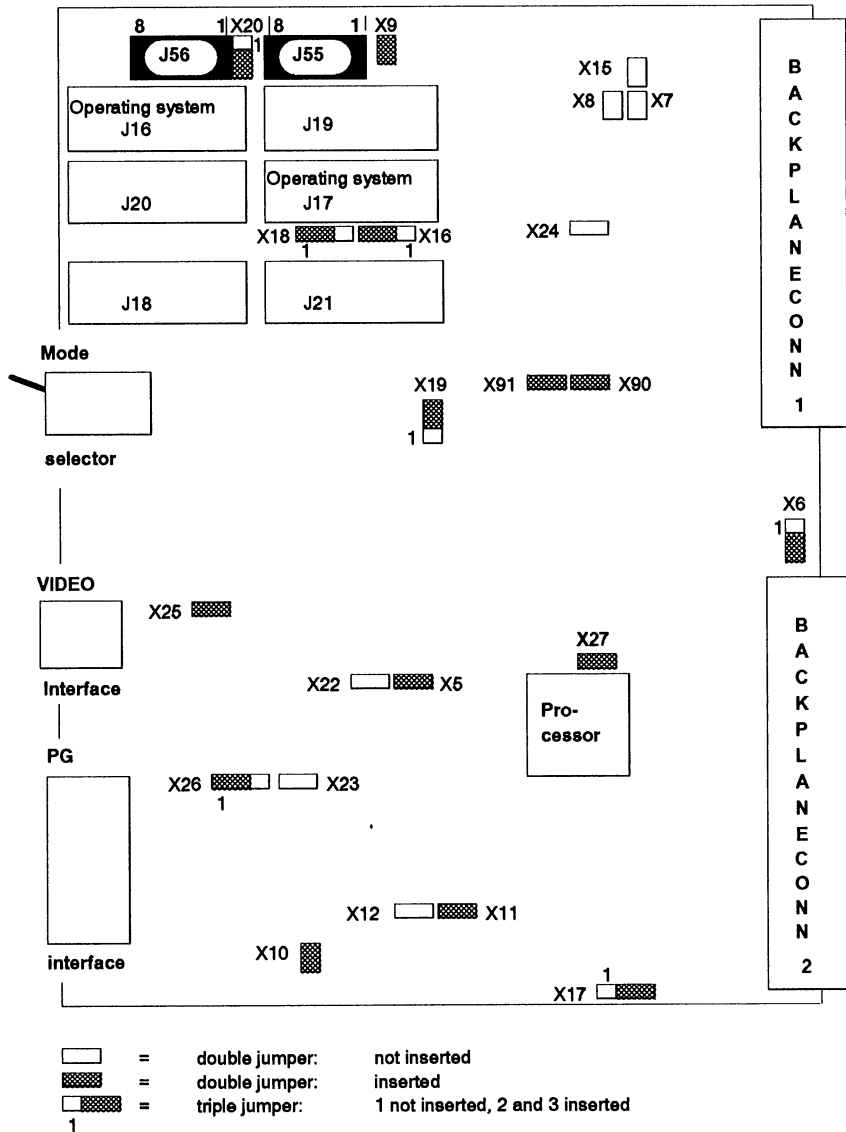 8 1 X20 8 1 X9
1
J56 J55
X15
X8 X7
Operating system
J16
J19
J20
Operating system
J17
X18 X16
1 1
X24
J18
J21
BACKPLANECONN 1
Mode
selector
X19
1
X91 X90
X6
1
VIDEO
Interface
X25
X27
X22 X5
Pro-
cessor
PG
interface
X26 X23
1
X12 X11
X10
1
X17
BACKPLANECONN 2
= double jumper: not inserted
= double jumper: inserted
= triple jumper: 1 not inserted, 2 and 3 inserted
1